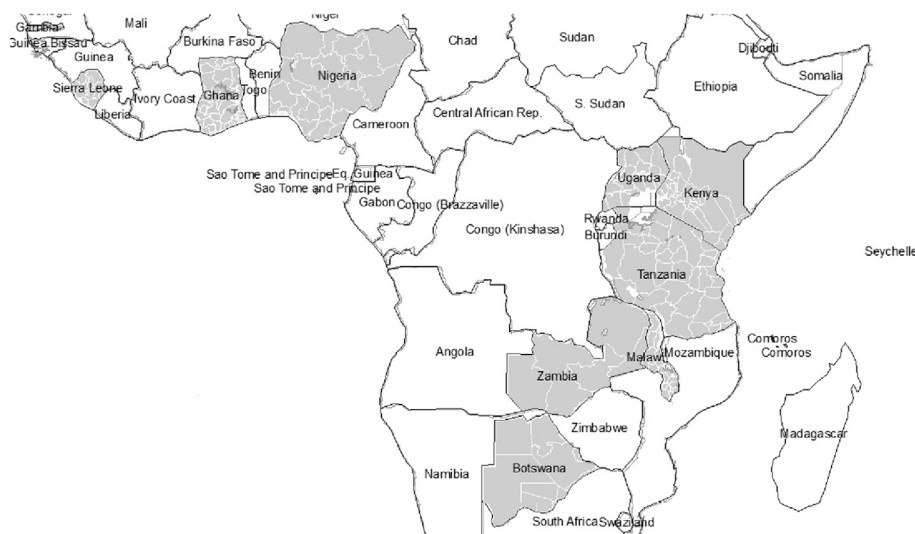 Mali
Niger
Chad
Sudan
Gambia
Guinea Bissau
Burkina Faso
Djibouti
Guinea
Benin
Nigeria
Somalia
Sierra Leone
Ivory Coast
Ghana
Togo
Ethiopia
Liberia
S. Sudan
Central African Rep.
Cameroon
Sao Tome and Principe
Eq. Guinea
Uganda
Sao Tome and Principe
Kenya
Gabon
Congo (Brazzaville)
Rwanda
Congo (Kinshasa)
Burundi
Seychelle
Tanzania
Comoros
Angola
Malawi
Mozambique
Comoros
Zambia
Zimbabwe
Madagascar
Namibia
Botswana
South Africa
Swaziland